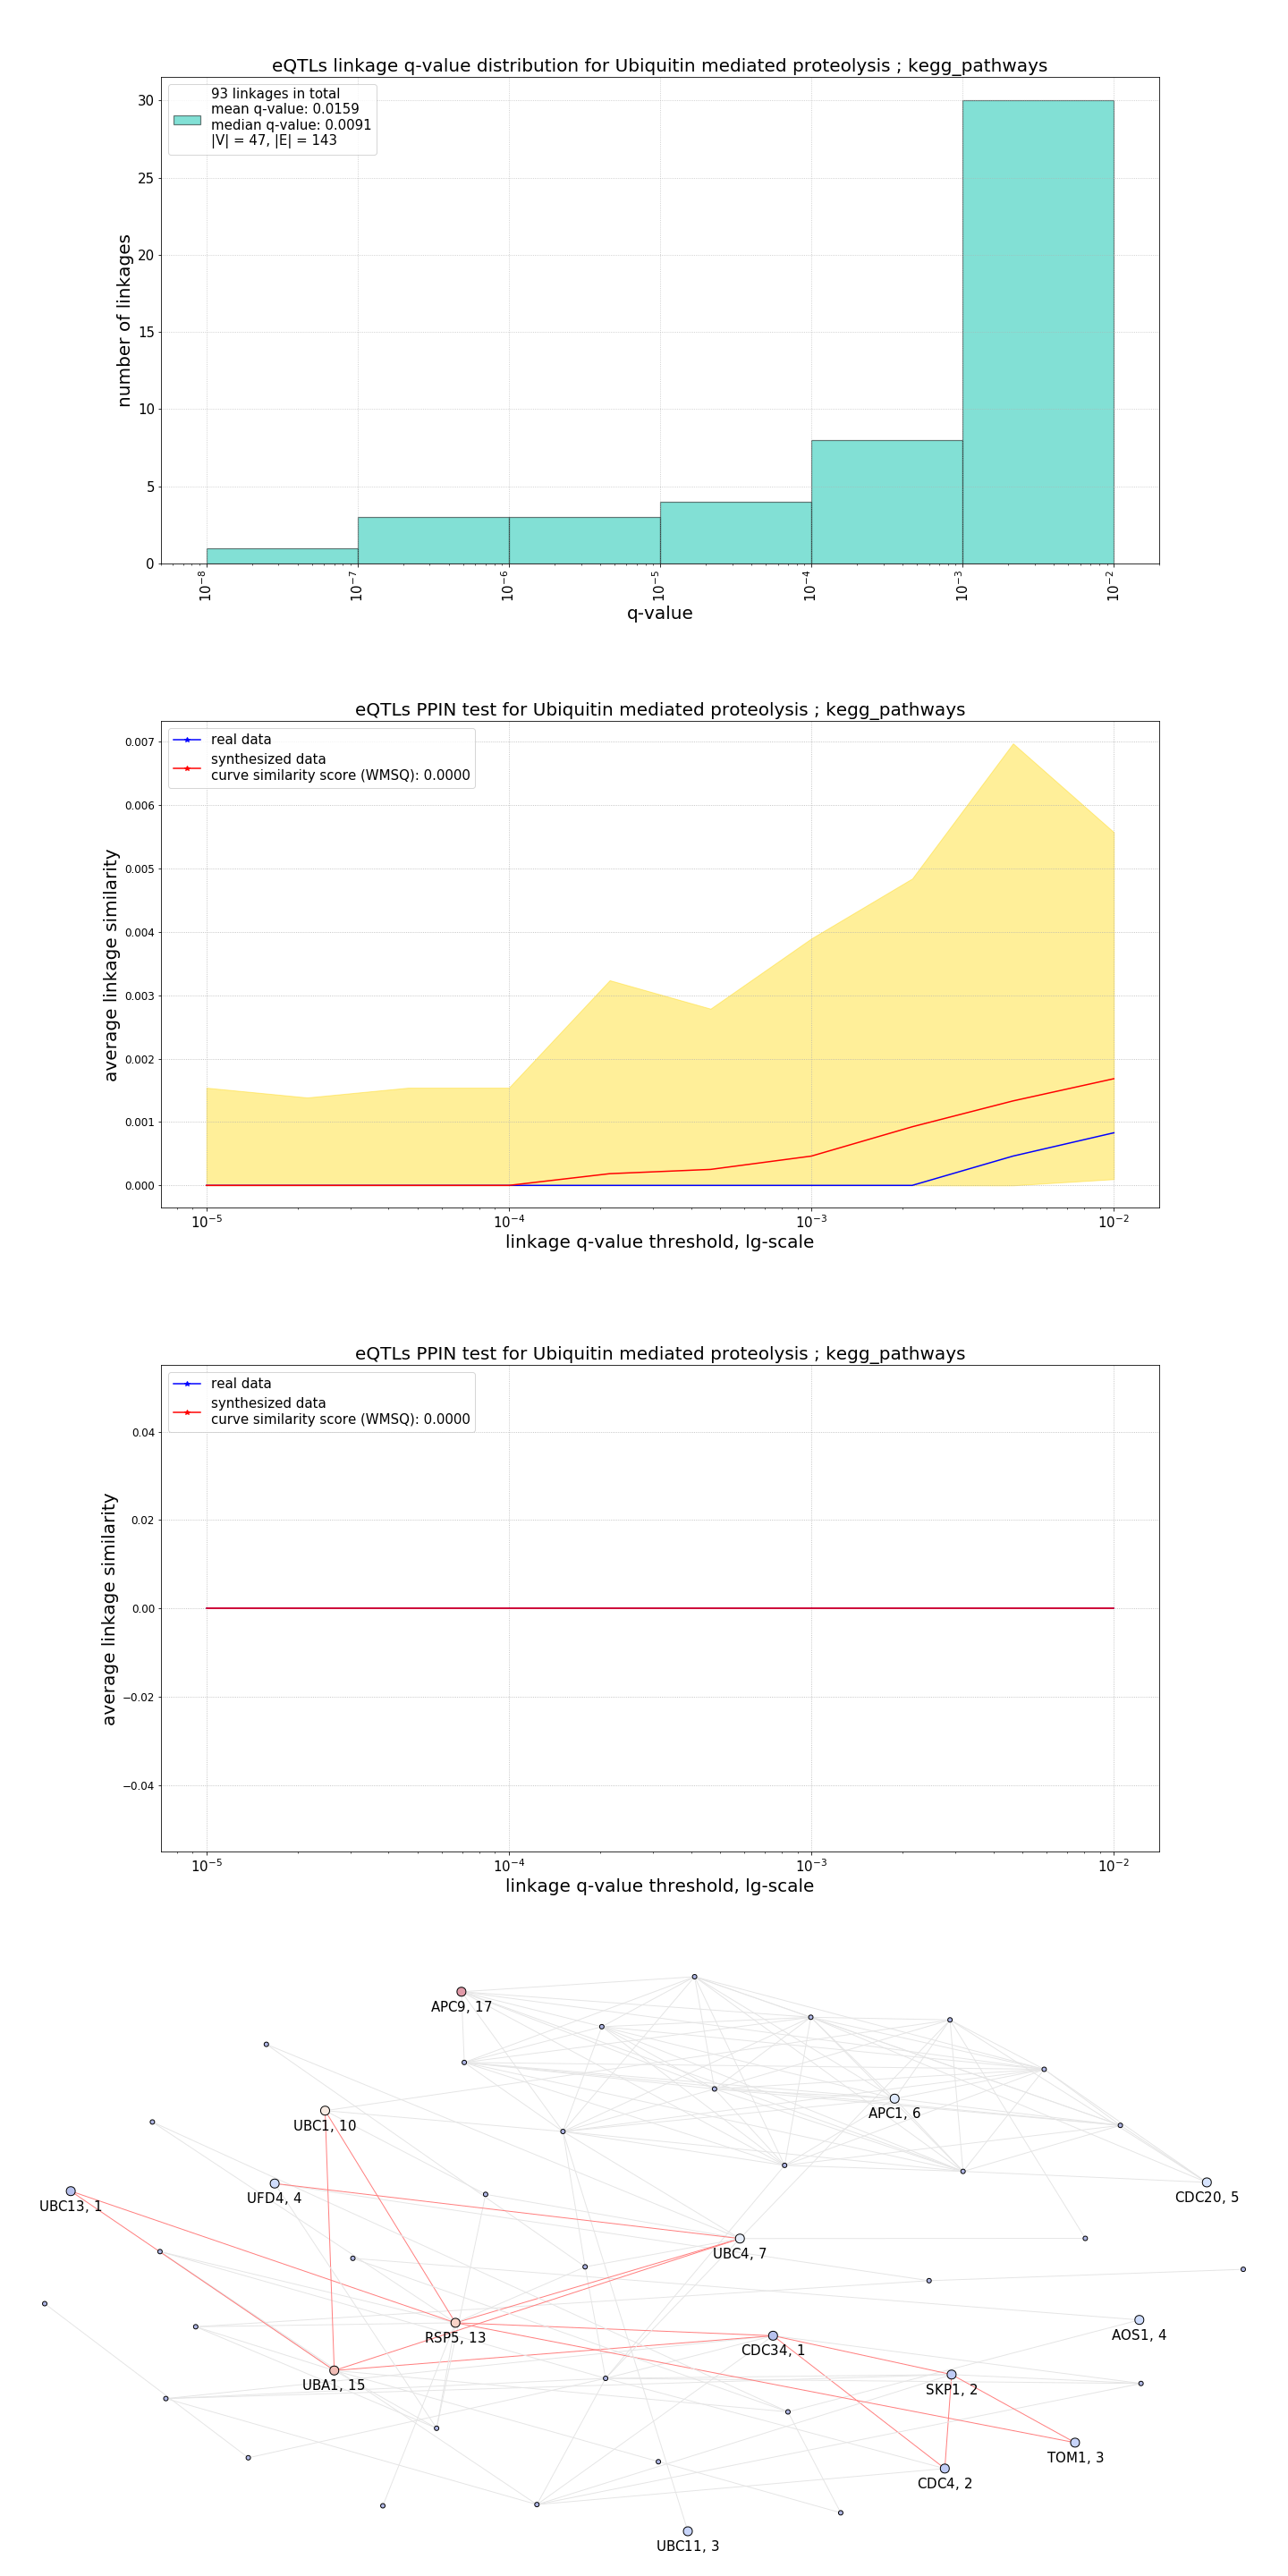 eQTLs linkage q-value distribution for Ubiquitin mediated proteolysis ; kegg_pathways
93 linkages in total
mean q-value: 0.0159
median q-value: 0.0091
|V| = 47, |E| = 143
number of linkages
30
25
20
15
10
5
0
10⁻⁸ 10⁻⁷ 10⁻⁶ 10⁻⁵ 10⁻⁴ 10⁻³ 10⁻²
q-value
eQTLs PPIN test for Ubiquitin mediated proteolysis ; kegg_pathways
real data
synthesized data
curve similarity score (WMSQ): 0.0000
average linkage similarity
0.007
0.006
0.005
0.004
0.003
0.002
0.001
0.000
10⁻⁵ 10⁻⁴ 10⁻³ 10⁻²
linkage q-value threshold, lg-scale
eQTLs PPIN test for Ubiquitin mediated proteolysis ; kegg_pathways
real data
synthesized data
curve similarity score (WMSQ): 0.0000
average linkage similarity
0.04
0.02
0.00
−0.02
−0.04
10⁻⁵ 10⁻⁴ 10⁻³ 10⁻²
linkage q-value threshold, lg-scale
APC9, 17
UBC1, 10
APC1, 6
UFD4, 4
CDC20, 5
UBC13, 1
UBC4, 7
RSP5, 13
AOS1, 4
CDC34, 1
UBA1, 15
SKP1, 2
TOM1, 3
CDC4, 2
UBC11, 3